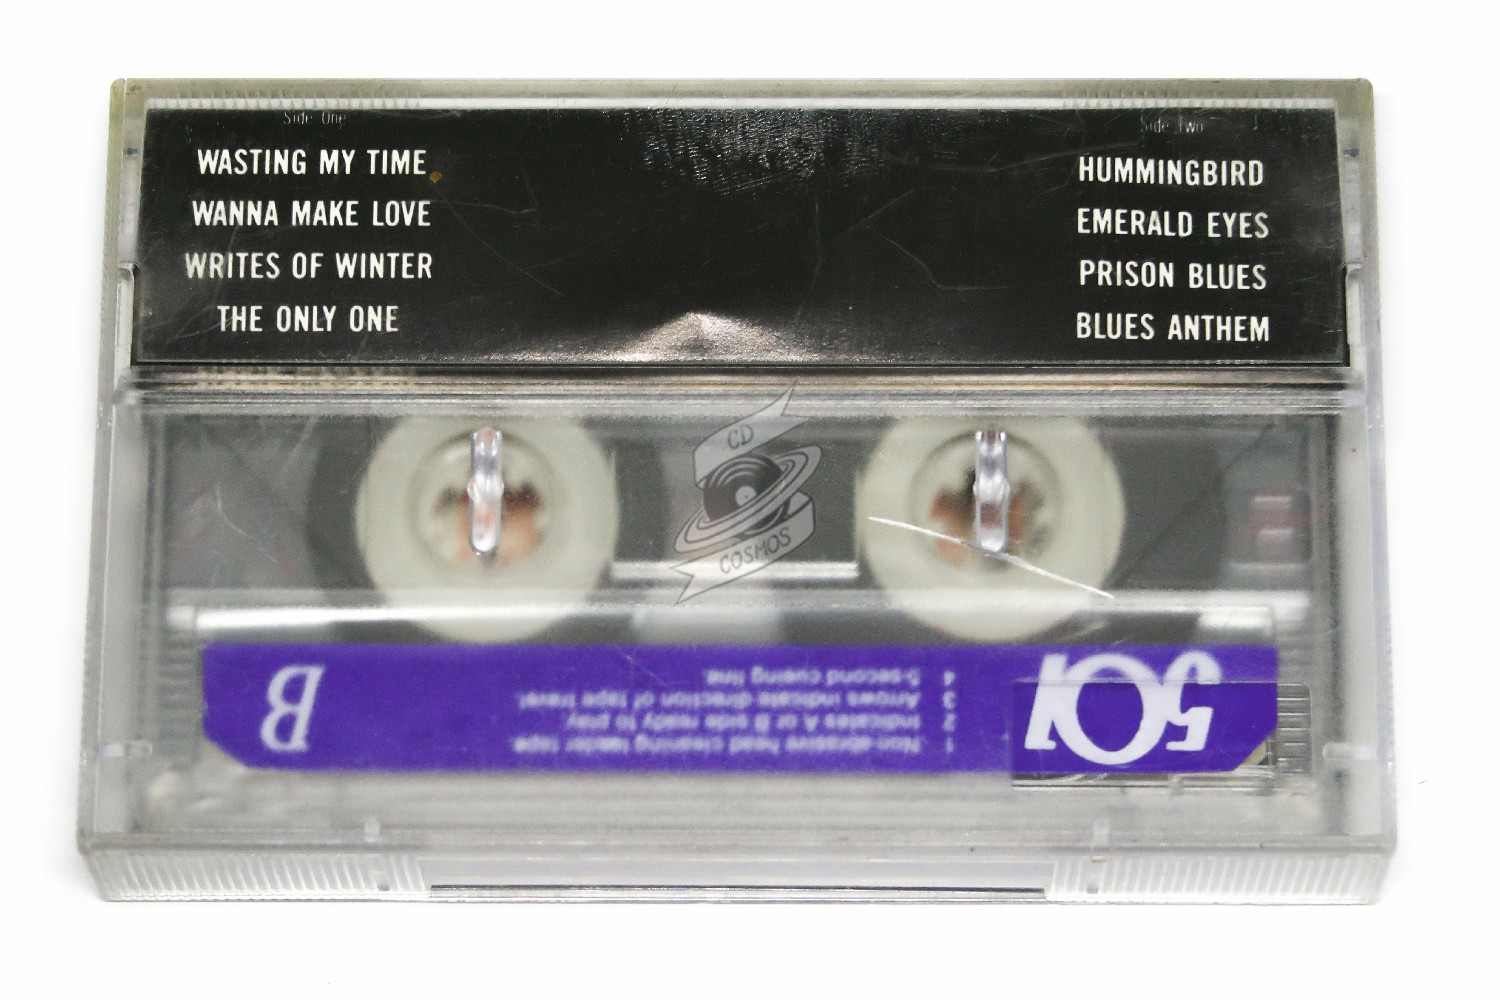 Side One
WASTING MY TIME
WANNA MAKE LOVE
WRITES OF WINTER
THE ONLY ONE
Side Two
HUMMINGBIRD
EMERALD EYES
PRISON BLUES
BLUES ANTHEM
CD
COSMOS
501
1 Non-abrasive head cleaning leader tape.
2 Indicates A or B side ready to play.
3 Arrows indicate direction of tape travel.
4 5-second cueing line.
B